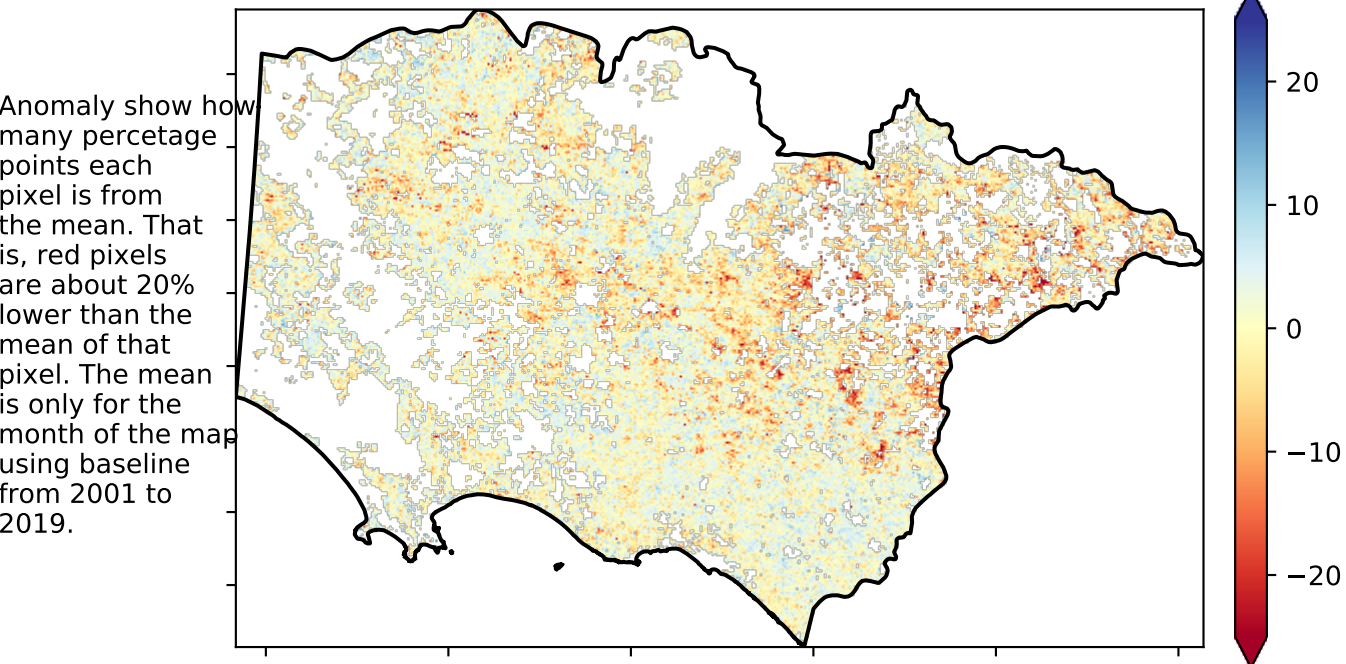 Anomaly show how
many percetage
points each
pixel is from
the mean. That
is, red pixels
are about 20%
lower than the
mean of that
pixel. The mean
is only for the
month of the map
using baseline
from 2001 to
2019.
20
10
0
−10
−20